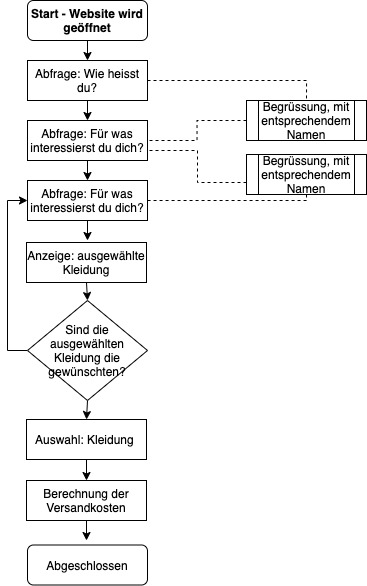 Start - Website wird
geöffnet
Abfrage: Wie heisst
du?
Begrüssung, mit
entsprechendem
Namen
Abfrage: Für was
interessierst du dich?
Begrüssung, mit
entsprechendem
Namen
Abfrage: Für was
interessierst du dich?
Anzeige: ausgewählte
Kleidung
Sind die
ausgewählten
Kleidung die
gewünschten?
Auswahl: Kleidung
Berechnung der
Versandkosten
Abgeschlossen